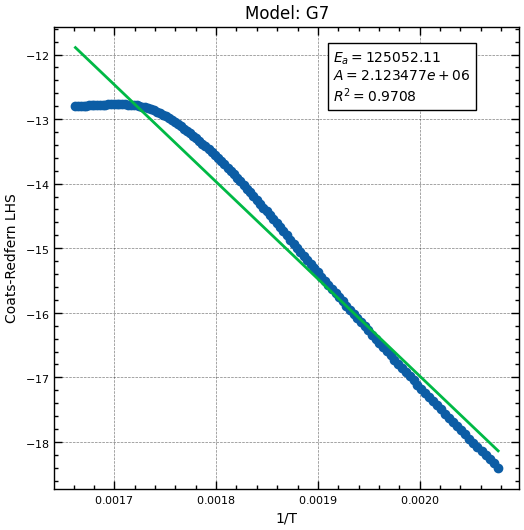 Model: G7
E_a = 125052.11
A = 2.123477e + 06
R² = 0.9708
Coats-Redfern LHS
−12
−13
−14
−15
−16
−17
−18
0.0017 0.0018 0.0019 0.0020
1/T